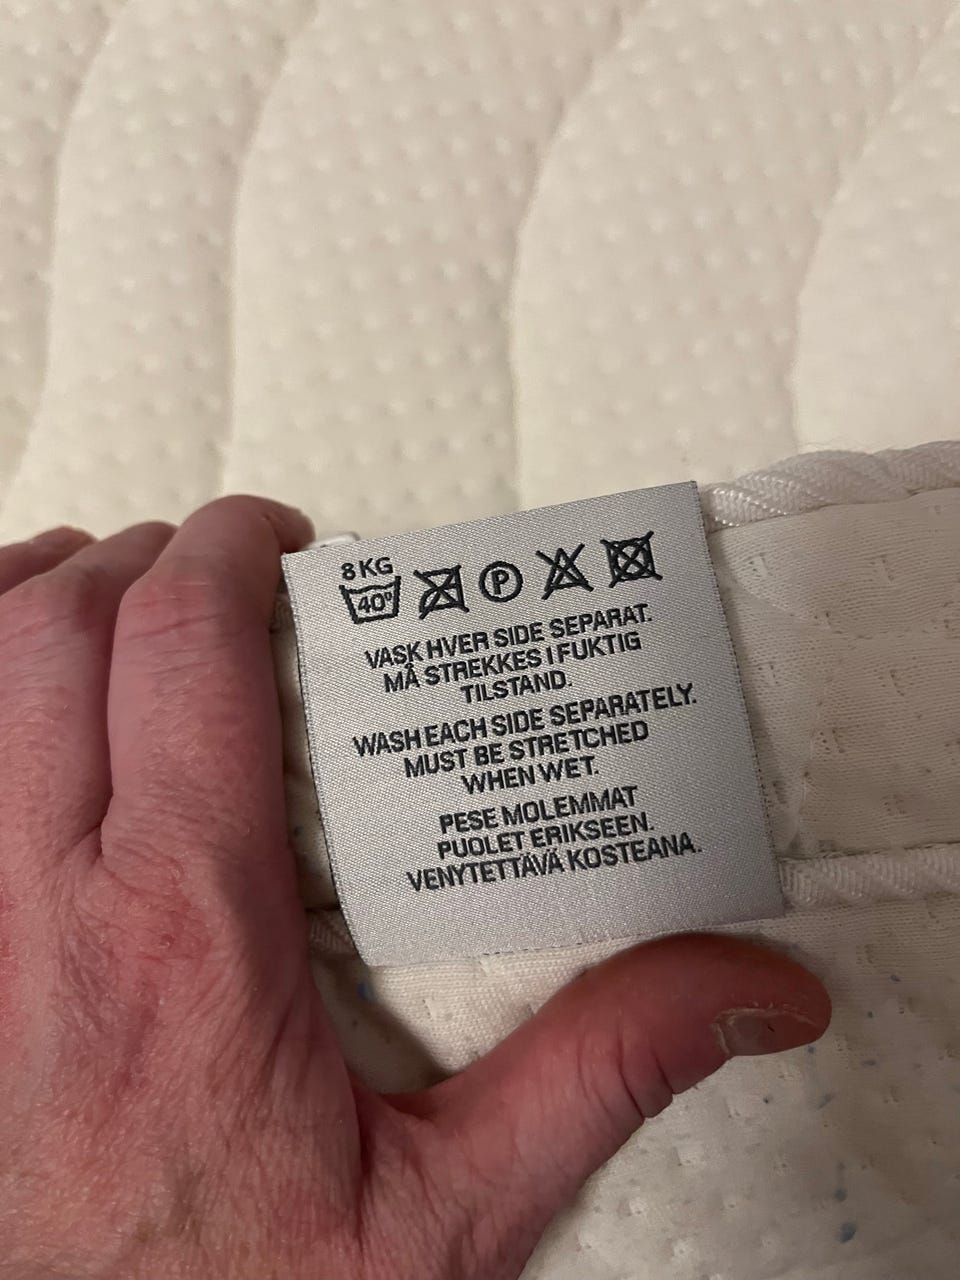 8 KG
40° P
VASK HVER SIDE SEPARAT.
MÅ STREKKES I FUKTIG
TILSTAND.
WASH EACH SIDE SEPARATELY.
MUST BE STRETCHED
WHEN WET.
PESE MOLEMMAT
PUOLET ERIKSEEN.
VENYTETTÄVÄ KOSTEANA.